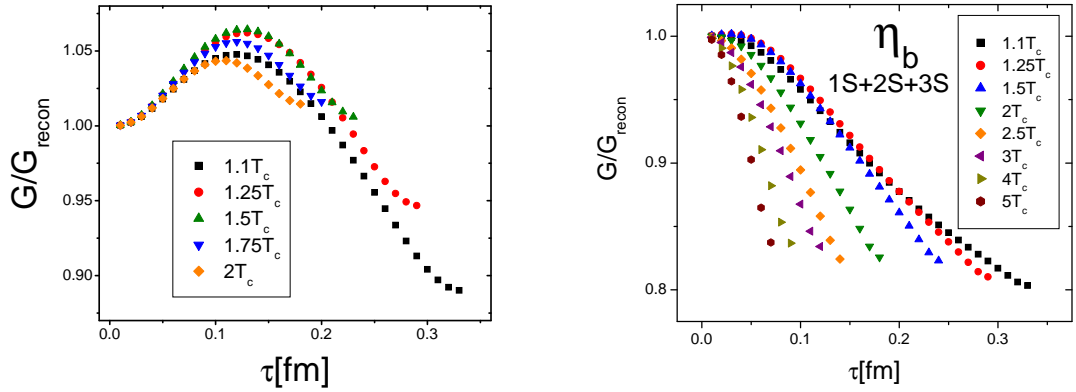 G/G_recon
1.05
1.00
0.95
0.90
1.1T_c
1.25T_c
1.5T_c
1.75T_c
2T_c
0.0
0.1
0.2
0.3
τ[fm]
G/G_recon
1.0
0.9
0.8
η_b
1S+2S+3S
1.1T_c
1.25T_c
1.5T_c
2T_c
2.5T_c
3T_c
4T_c
5T_c
0.0
0.1
0.2
0.3
τ[fm]